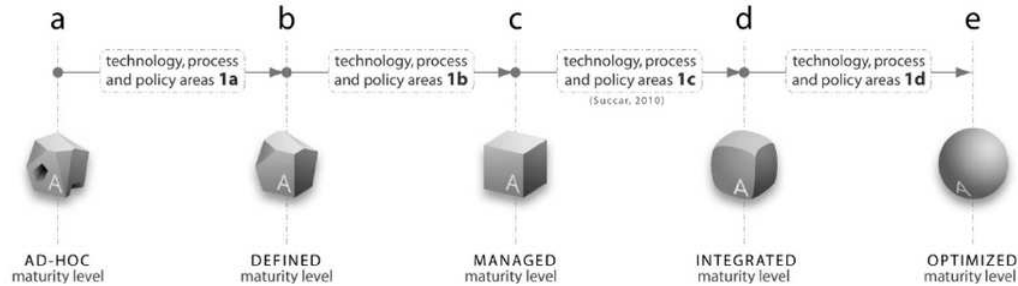 a
b
c
d
e
technology, process
and policy areas 1a
technology, process
and policy areas 1b
technology, process
and policy areas 1c
(Succar, 2010)
technology, process
and policy areas 1d
A
A
A
A
A
AD-HOC
maturity level
DEFINED
maturity level
MANAGED
maturity level
INTEGRATED
maturity level
OPTIMIZED
maturity level